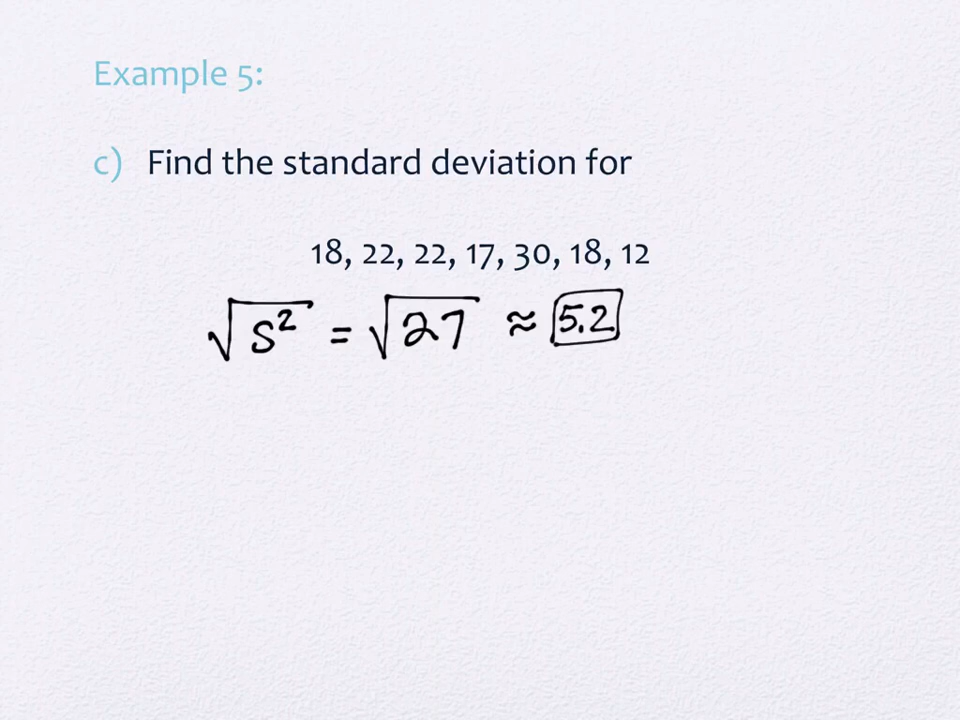 Example 5:
c) Find the standard deviation for
18, 22, 22, 17, 30, 18, 12
√S² = √27 ≈ 5.2